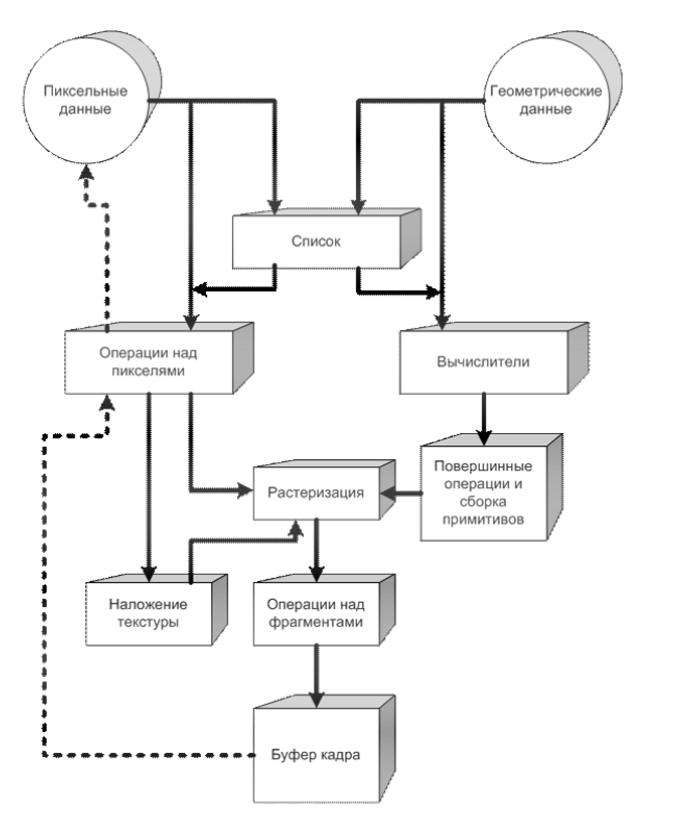 Пиксельные
данные
Геометрические
данные
Список
Операции над
пикселями
Вычислители
Повершинные
операции и
сборка
примитивов
Растеризация
Наложение
текстуры
Операции над
фрагментами
Буфер кадра